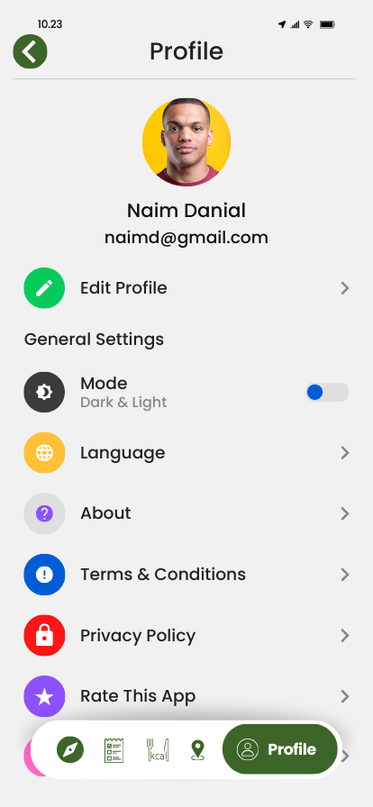 10.23
Profile
Naim Danial
naimd@gmail.com
Edit Profile
General Settings
Mode
Dark & Light
Language
About
Terms & Conditions
Privacy Policy
Rate This App
kcal
Profile